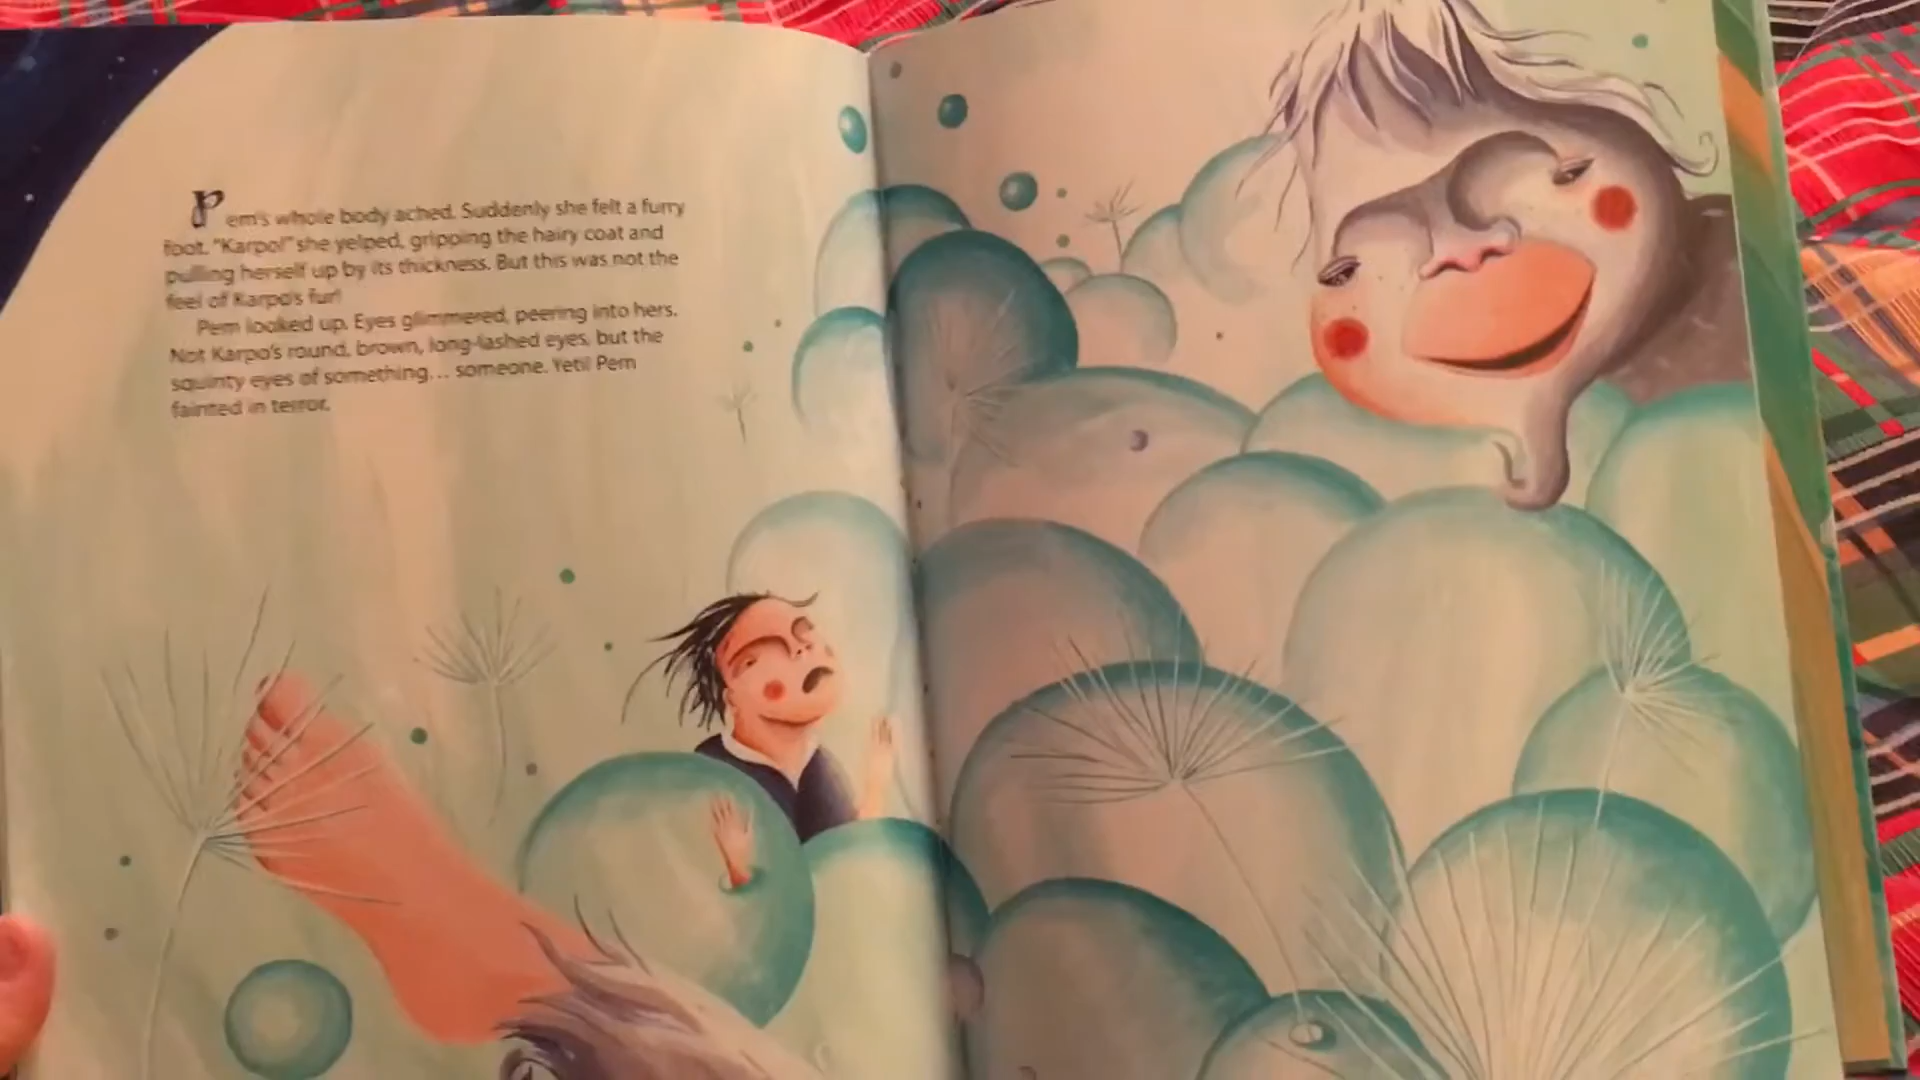 Pem's whole body ached. Suddenly she felt a furry
foot. "Karpo!" she yelped, gripping the hairy coat and
pulling herself up by its thickness. But this was not the
feel of Karpo's fur!
Pem looked up. Eyes glimmered, peering into hers.
Not Karpo's round, brown, long-lashed eyes, but the
squinty eyes of something... someone. Yeti! Pem
fainted in terror.